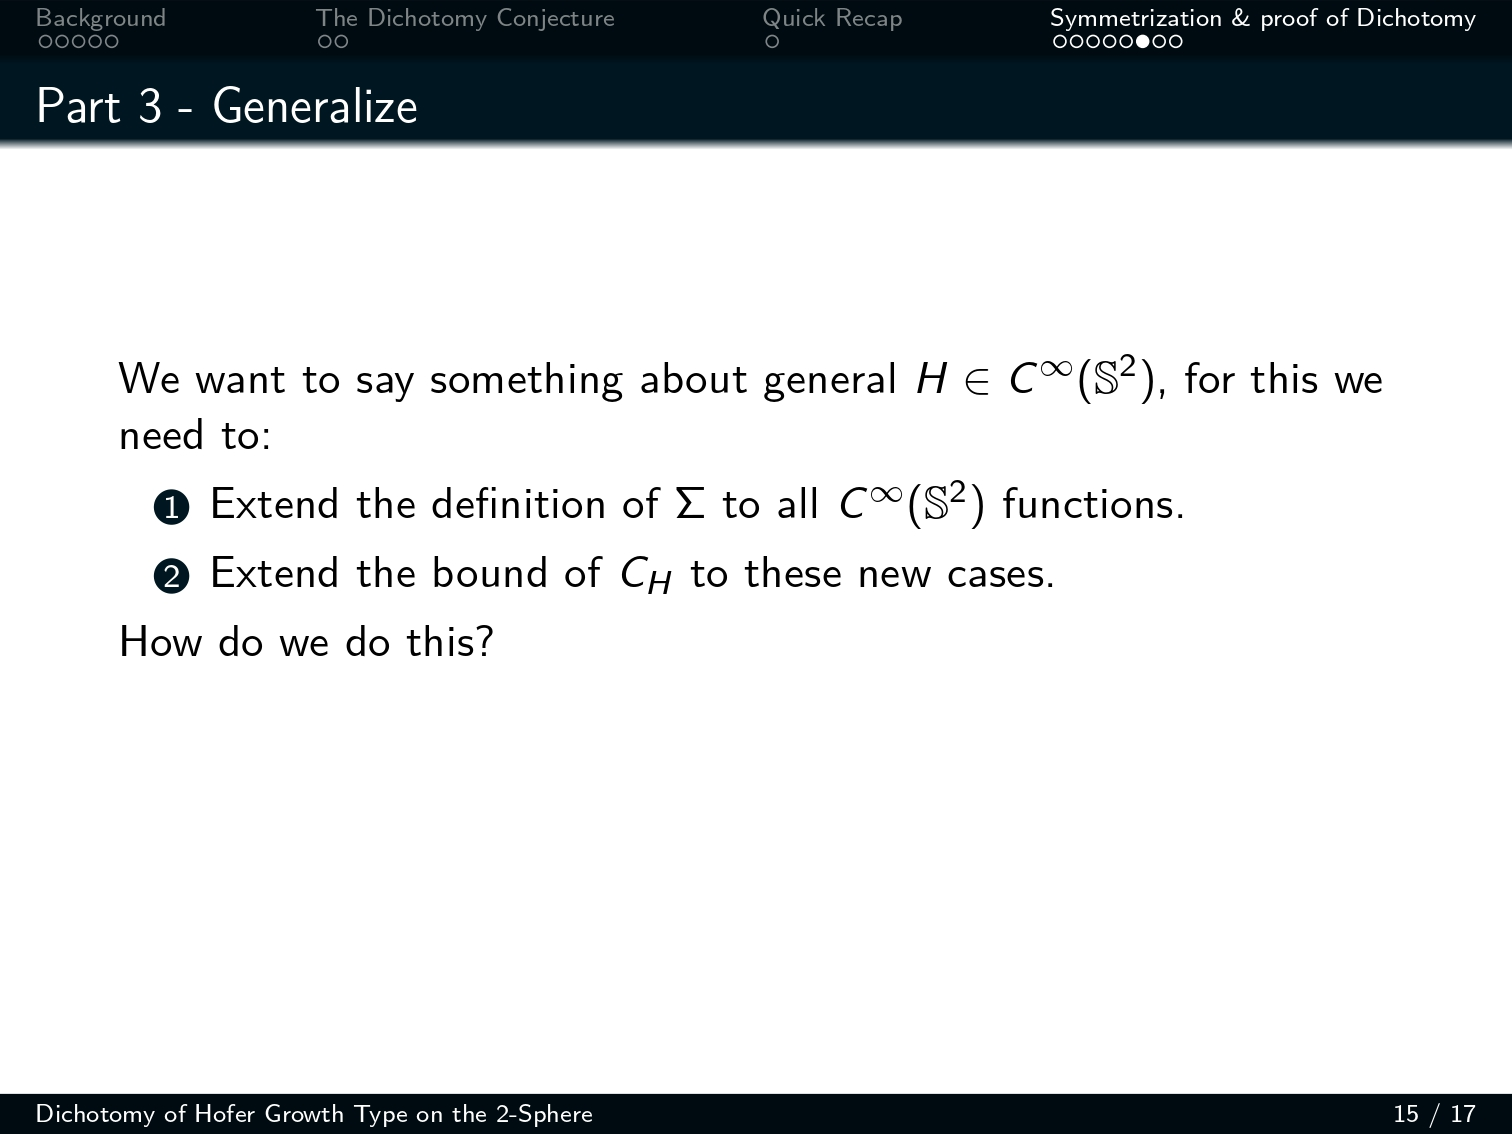 Background The Dichotomy Conjecture Quick Recap Symmetrization & proof of Dichotomy
Part 3 - Generalize
We want to say something about general H ∈ C^∞(𝕊²), for this we
need to:
1 Extend the definition of Σ to all C^∞(𝕊²) functions.
2 Extend the bound of C_H to these new cases.
How do we do this?
Dichotomy of Hofer Growth Type on the 2-Sphere 15 / 17